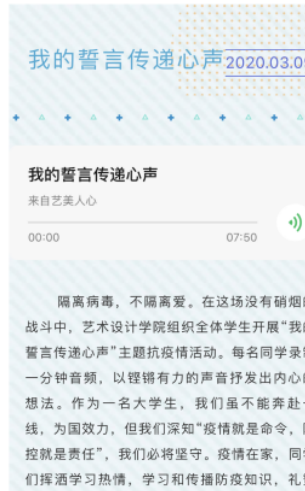 我的誓言传递心声 2020.03.0
我的誓言传递心声
来自艺美人心
00:00 07:50
隔离病毒，不隔离爱。在这场没有硝烟的
战斗中，艺术设计学院组织全体学生开展“我的
誓言传递心声”主题抗疫情活动。每名同学录
一分钟音频，以铿锵有力的声音抒发出内心的
想法。作为一名大学生，我们虽不能奔赴一
线，为国效力，但我们深知“疫情就是命令，防
控就是责任”，我们必将坚守。疫情在家，同学
们挥洒学习热情，学习和传播防疫知识，礼